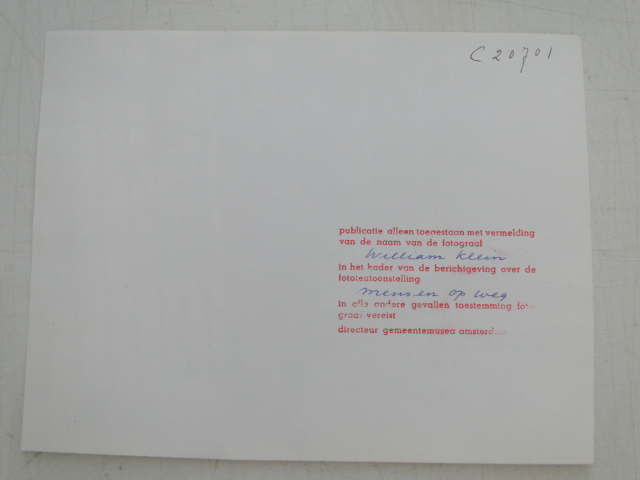 C 20701
publicatie alleen toegestaan met vermelding
van de naam van de fotograaf
William Klein
in het kader van de berichtgeving over de
fototentoonstelling
mensen op weg
in alle andere gevallen toestemming foto
graaf vereist
directeur gemeentemusea